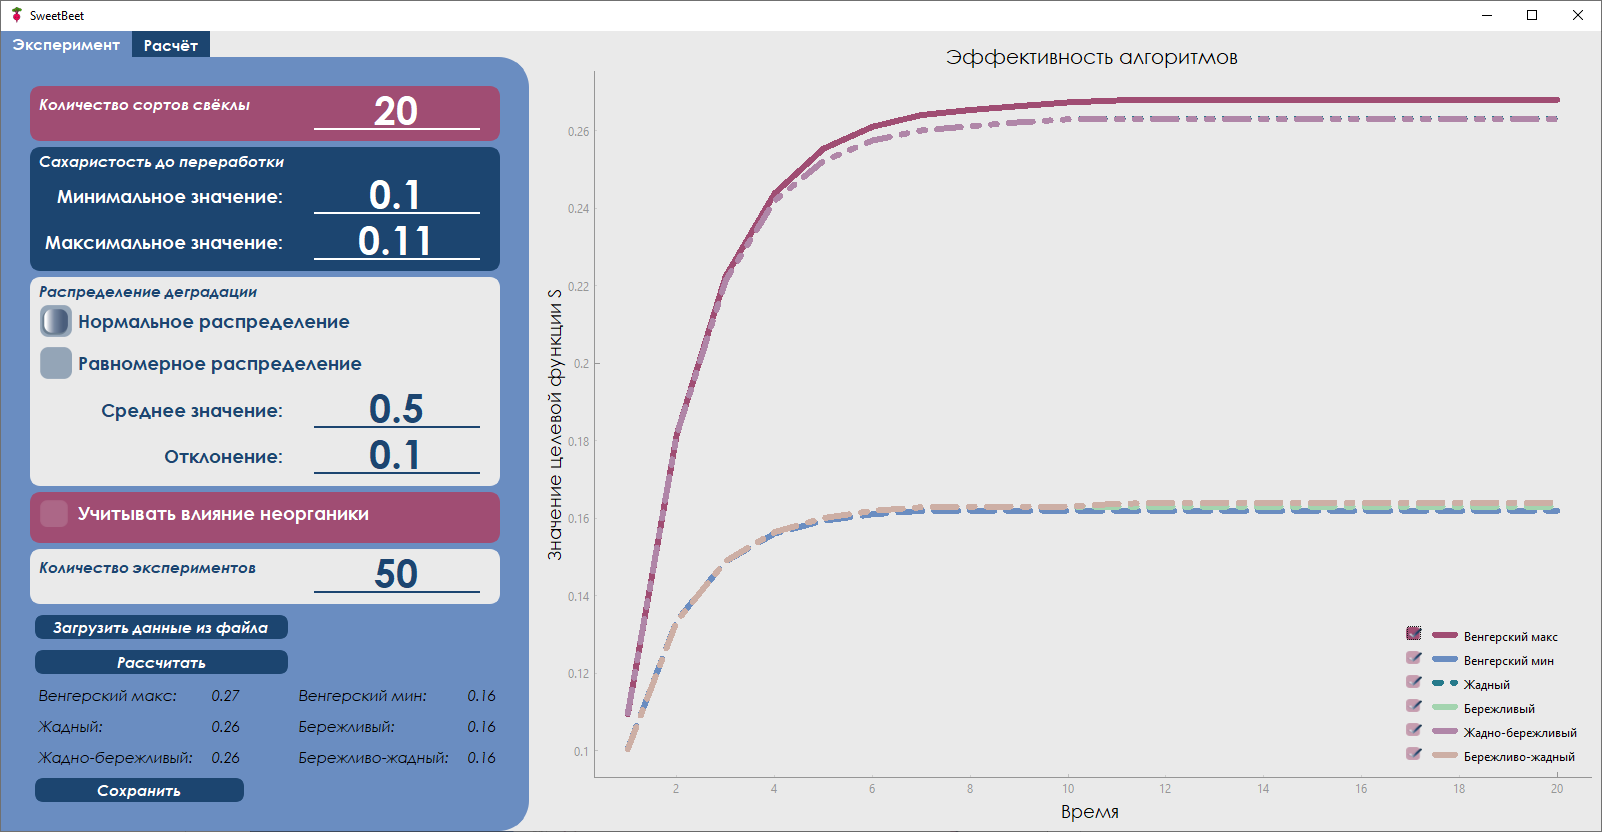 SweetBeet
Эксперимент
Расчёт
Количество сортов свёклы
20
Сахаристость до переработки
Минимальное значение:
0.1
Максимальное значение:
0.11
Распределение деградации
Нормальное распределение
Равномерное распределение
Среднее значение:
0.5
Отклонение:
0.1
Учитывать влияние неорганики
Количество экспериментов
50
Загрузить данные из файла
Рассчитать
Венгерский макс: 0.27
Венгерский мин: 0.16
Жадный: 0.26
Бережливый: 0.16
Жадно-бережливый: 0.26
Бережливо-жадный: 0.16
Сохранить
Эффективность алгоритмов
Значение целевой функции S
0.26
0.24
0.22
0.2
0.18
0.16
0.14
0.12
0.1
2 4 6 8 10 12 14 16 18 20
Время
Венгерский макс
Венгерский мин
Жадный
Бережливый
Жадно-бережливый
Бережливо-жадный